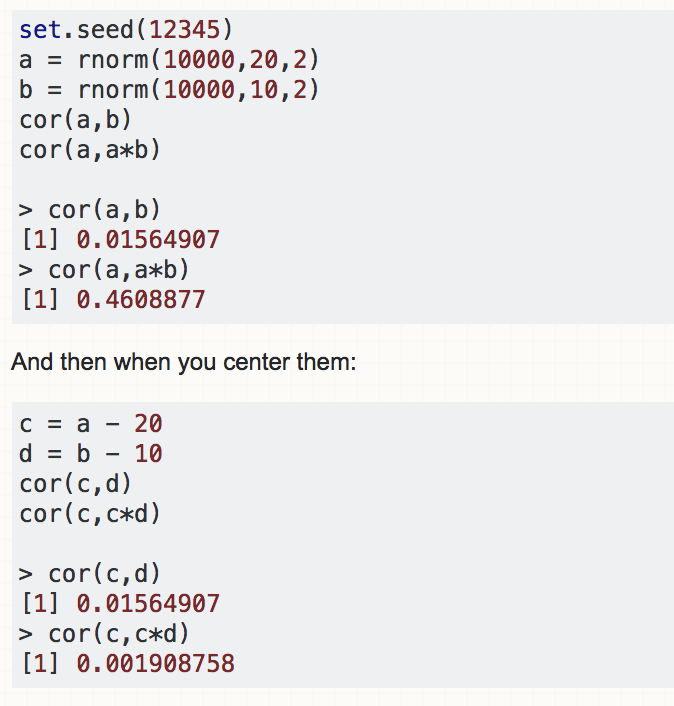 set.seed(12345)
a = rnorm(10000,20,2)
b = rnorm(10000,10,2)
cor(a,b)
cor(a,a*b)
> cor(a,b)
[1] 0.01564907
> cor(a,a*b)
[1] 0.4608877
And then when you center them:
c = a - 20
d = b - 10
cor(c,d)
cor(c,c*d)
> cor(c,d)
[1] 0.01564907
> cor(c,c*d)
[1] 0.001908758